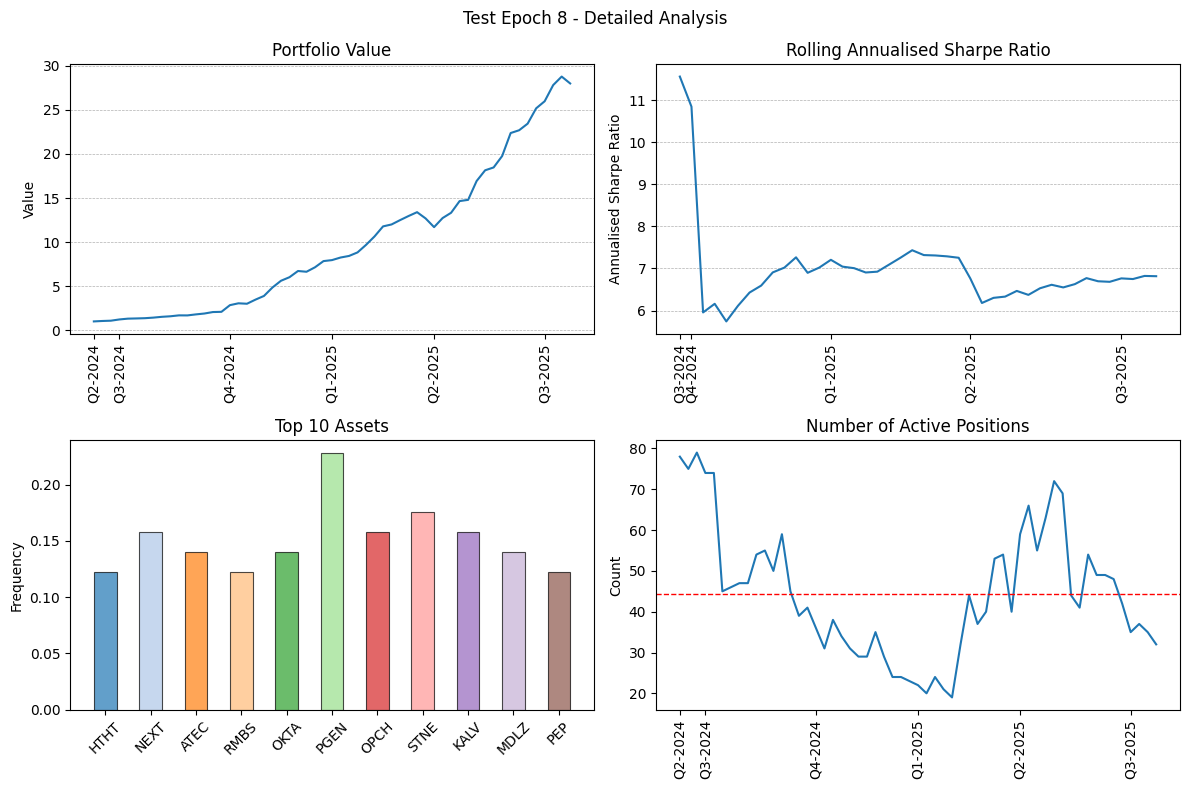 Test Epoch 8 - Detailed Analysis
Portfolio Value
Value
30
25
20
15
10
5
0
Q2-2024
Q3-2024
Q4-2024
Q1-2025
Q2-2025
Q3-2025
Rolling Annualised Sharpe Ratio
Annualised Sharpe Ratio
11
10
9
8
7
6
Q3-2024
Q4-2024
Q1-2025
Q2-2025
Q3-2025
Top 10 Assets
Frequency
0.20
0.15
0.10
0.05
0.00
HTHT
NEXT
ATEC
RMBS
OKTA
PGEN
OPCH
STNE
KALV
MDLZ
PEP
Number of Active Positions
Count
80
70
60
50
40
30
20
Q2-2024
Q3-2024
Q4-2024
Q1-2025
Q2-2025
Q3-2025